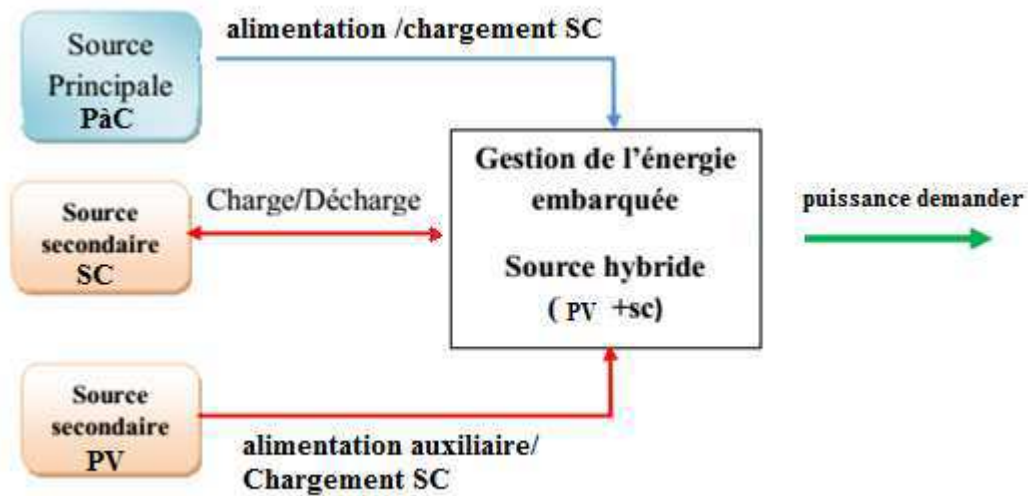 alimentation /chargement SC
Source
Principale
PàC
Gestion de l'énergie
embarquée
Source hybride
( PV +sc)
Charge/Décharge
Source
secondaire
SC
puissance demander
Source
secondaire
PV
alimentation auxiliaire/
Chargement SC